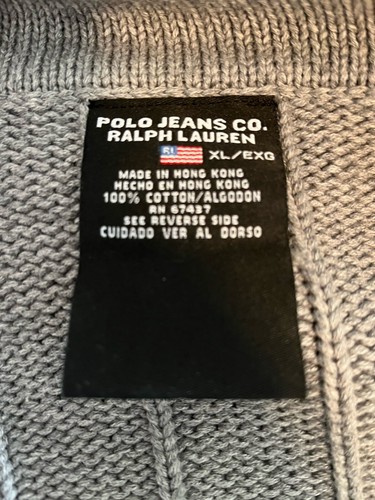 POLO JEANS CO.
RALPH LAUREN
RL XL/EXG
MADE IN HONG KONG
HECHO EN HONG KONG
100% COTTON/ALGODON
RN 67437
SEE REVERSE SIDE
CUIDADO VER AL DORSO